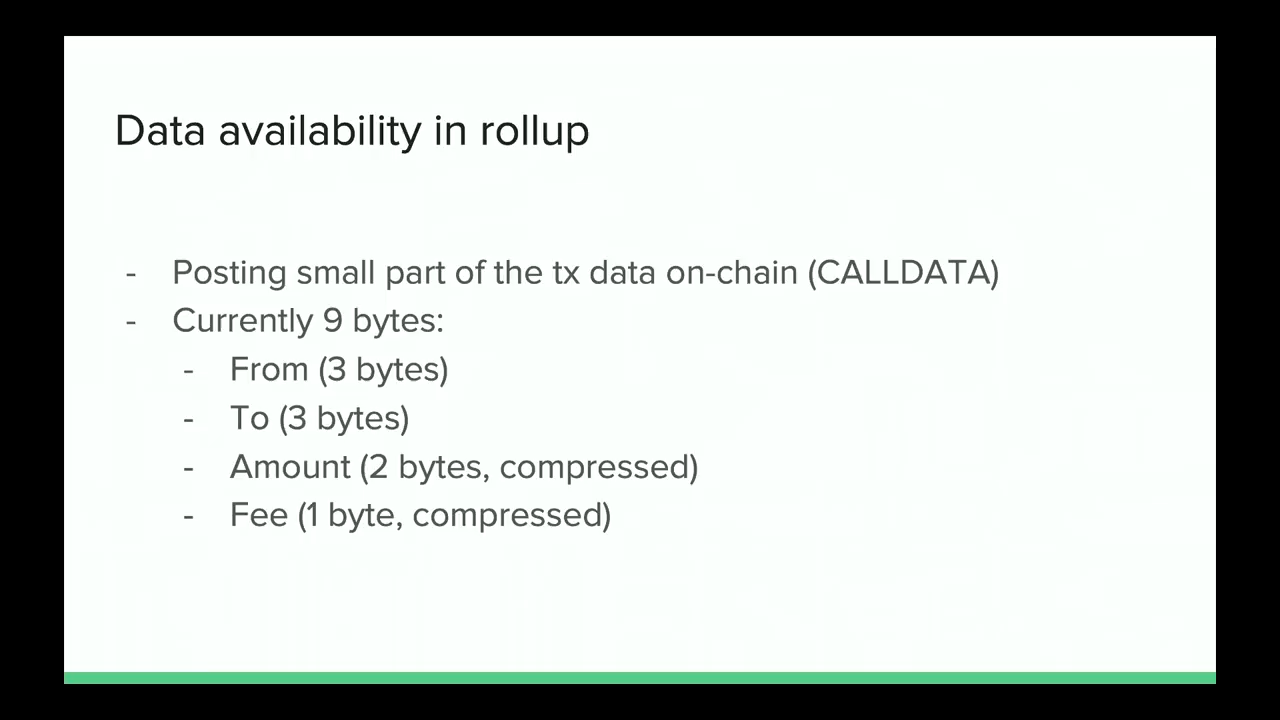 Data availability in rollup
- Posting small part of the tx data on-chain (CALLDATA)
- Currently 9 bytes:
- From (3 bytes)
- To (3 bytes)
- Amount (2 bytes, compressed)
- Fee (1 byte, compressed)